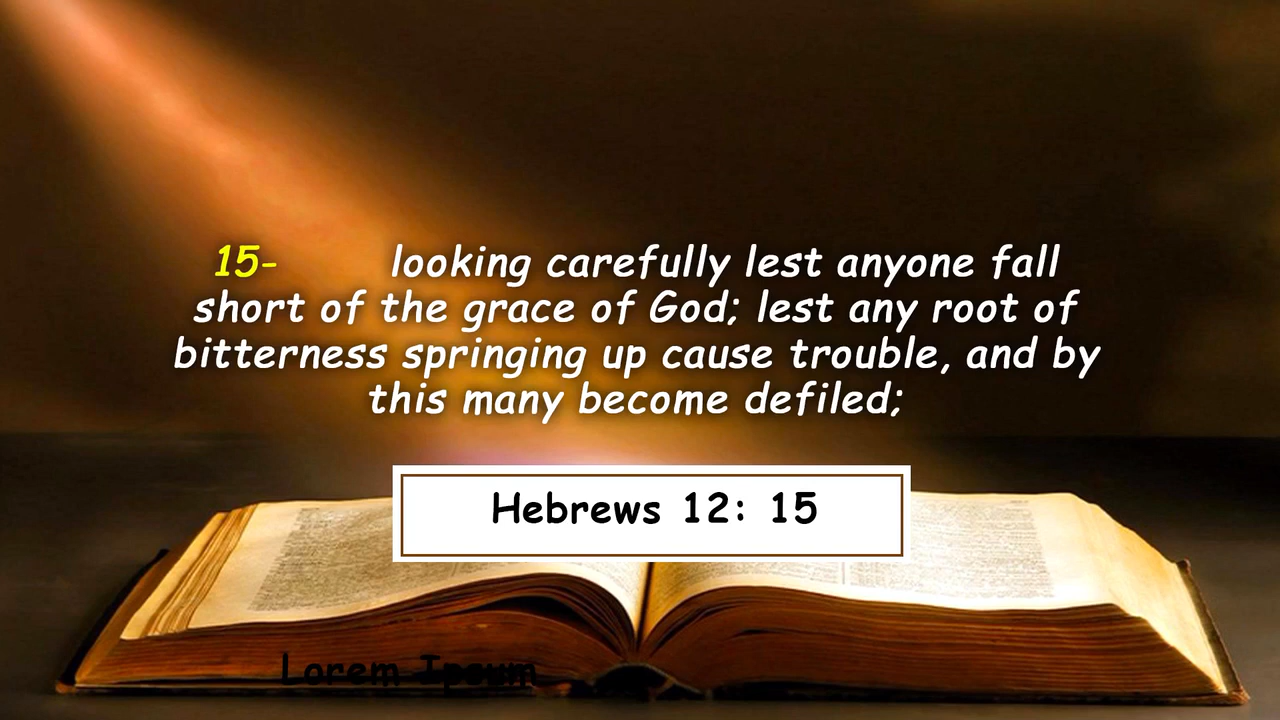 15- looking carefully lest anyone fall
short of the grace of God; lest any root of
bitterness springing up cause trouble, and by
this many become defiled;
Hebrews 12: 15
Lorem Ipsum